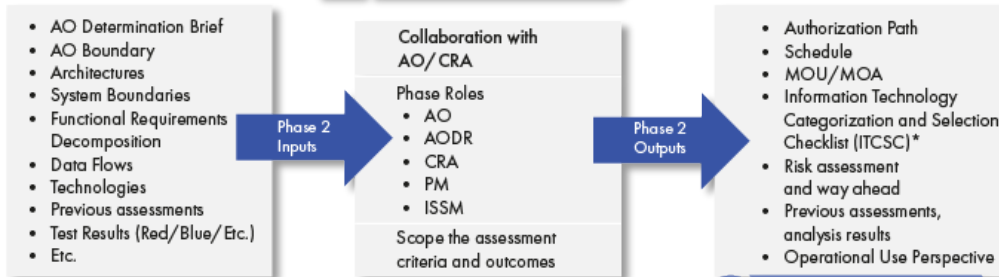 • AO Determination Brief
• AO Boundary
• Architectures
• System Boundaries
• Functional Requirements
Decomposition
• Data Flows
• Technologies
• Previous assessments
• Test Results (Red/Blue/Etc.)
• Etc.
Phase 2
Inputs
Collaboration with
AO/CRA
Phase Roles
• AO
• AODR
• CRA
• PM
• ISSM
Scope the assessment
criteria and outcomes
Phase 2
Outputs
• Authorization Path
• Schedule
• MOU/MOA
• Information Technology
Categorization and Selection
Checklist (ITCSC)*
• Risk assessment
and way ahead
• Previous assessments,
analysis results
• Operational Use Perspective